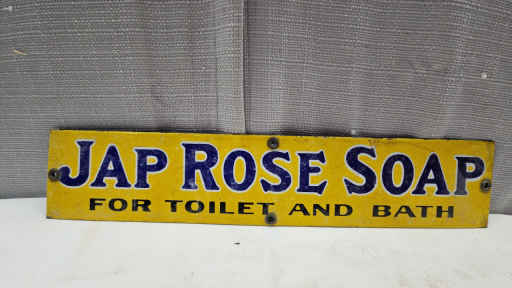 JAP ROSE SOAP
FOR TOILET AND BATH